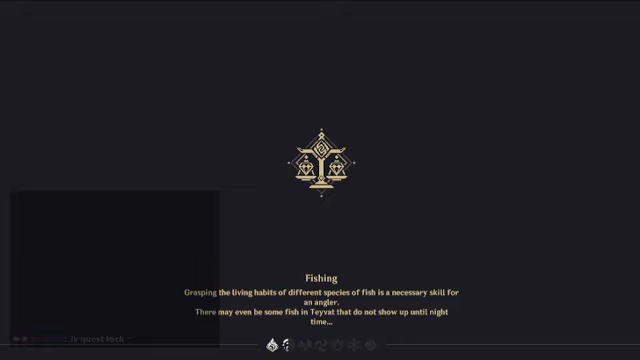 Fishing
Grasping the living habits of different species of fish is a necessary skill for
an angler.
There may even be some fish in Teyvat that do not show up until night
time...
is quest lock